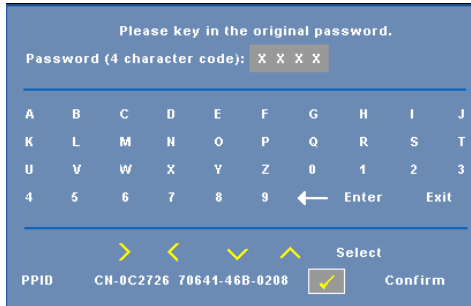 Please key in the original password.
Password (4 character code): X X X X
A B C D E F G H I J
K L M N O P Q R S T
U V W X Y Z 0 1 2 3
4 5 6 7 8 9 Enter Exit
Select
PPID CN-0C2726 70641-46B-0208 Confirm